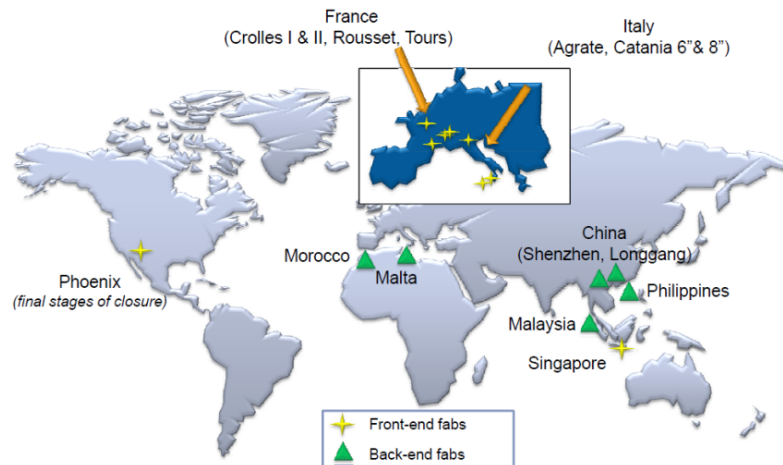 France
(Crolles I & II, Rousset, Tours)
Italy
(Agrate, Catania 6”& 8”)
China
(Shenzhen, Longgang)
Morocco
Malta
Phoenix
(final stages of closure)
Philippines
Malaysia
Singapore
Front-end fabs
Back-end fabs